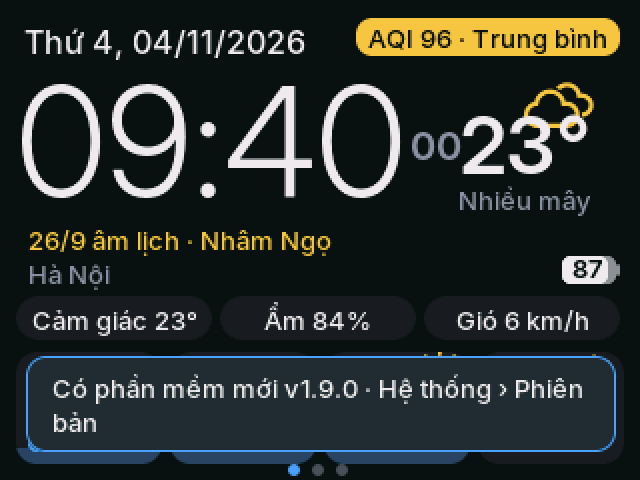 Thứ 4, 04/11/2026
AQI 96 · Trung bình
09:40 00
23°
Nhiều mây
26/9 âm lịch · Nhâm Ngọ
Hà Nội
87
Cảm giác 23°
Ẩm 84%
Gió 6 km/h
Có phần mềm mới v1.9.0 · Hệ thống › Phiên
bản